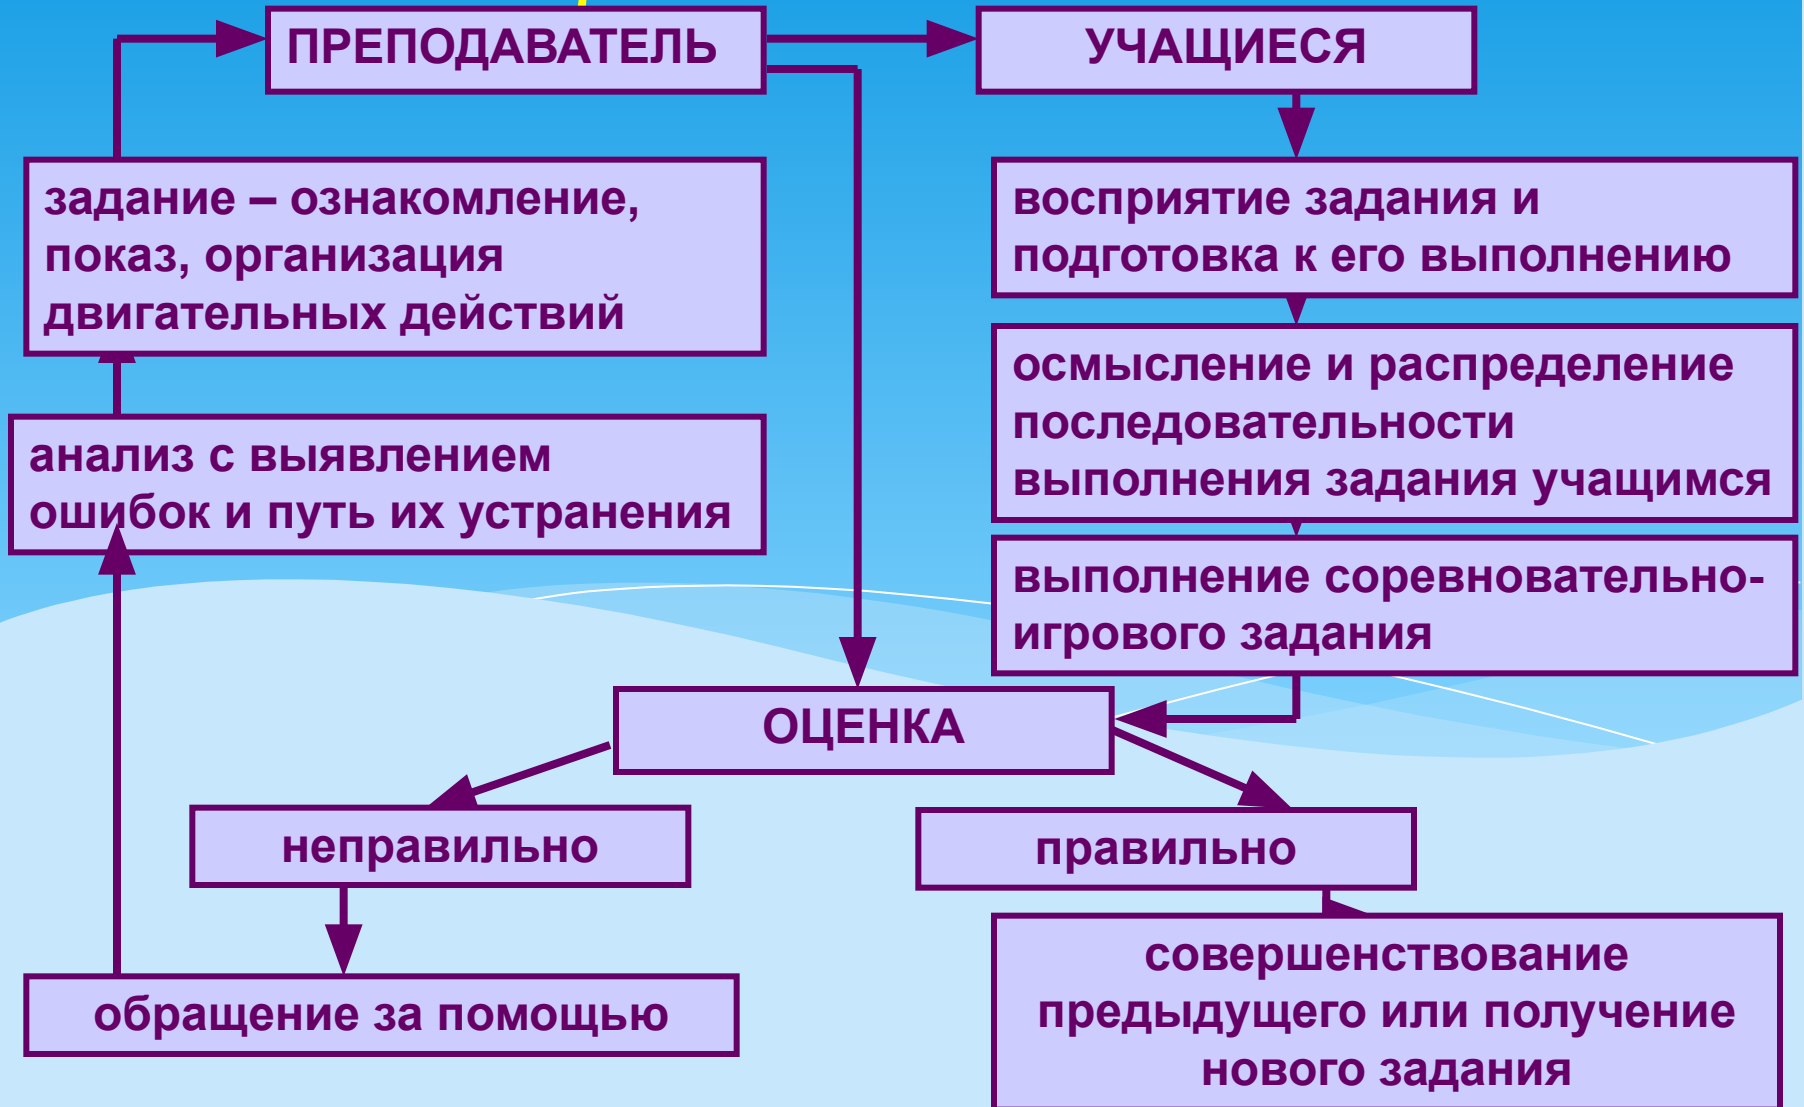 ПРЕПОДАВАТЕЛЬ
УЧАЩИЕСЯ
задание – ознакомление,
показ, организация
двигательных действий
восприятие задания и
подготовка к его выполнению
анализ с выявлением
ошибок и путь их устранения
осмысление и распределение
последовательности
выполнения задания учащимся
выполнение соревновательно-
игрового задания
ОЦЕНКА
неправильно
правильно
обращение за помощью
совершенствование
предыдущего или получение
нового задания